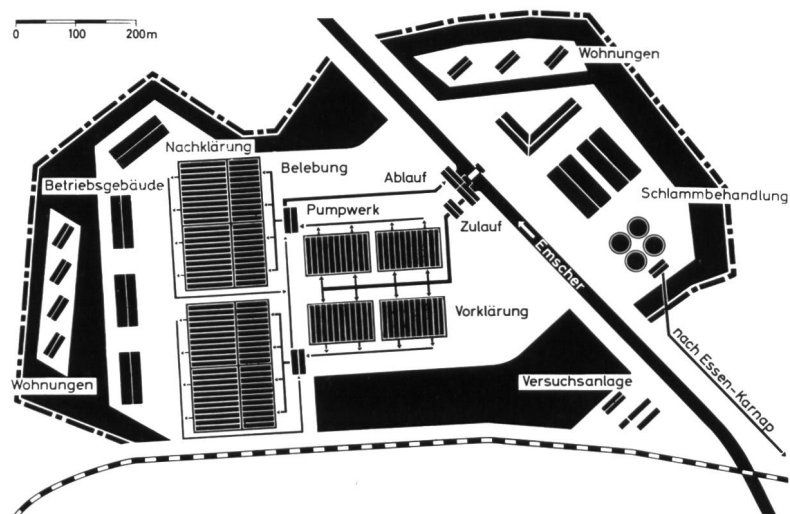 0 100 200m
Wohnungen
Nachklärung
Belebung
Ablauf
Betriebsgebäude
Schlammbehandlung
Pumpwerk
Zulauf
Emscher
Vorklärung
nach Essen-Karnap
Wohnungen
Versuchsanlage